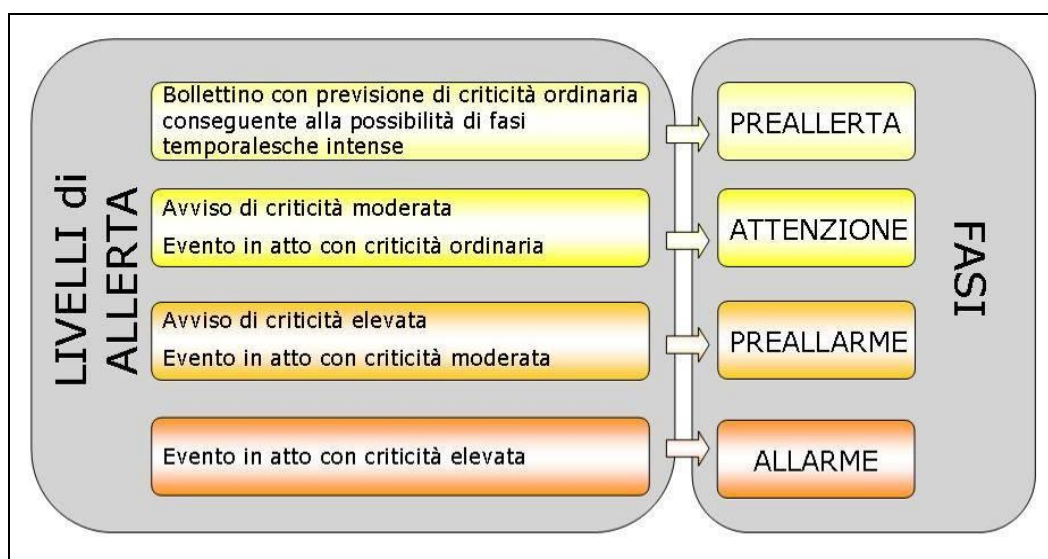 LIVELLI di
ALLERTA
Bollettino con previsione di criticità ordinaria
conseguente alla possibilità di fasi
temporalesche intense
PREALLERTA
Avviso di criticità moderata
Evento in atto con criticità ordinaria
ATTENZIONE
Avviso di criticità elevata
Evento in atto con criticità moderata
PREALLARME
Evento in atto con criticità elevata
ALLARME
FASI